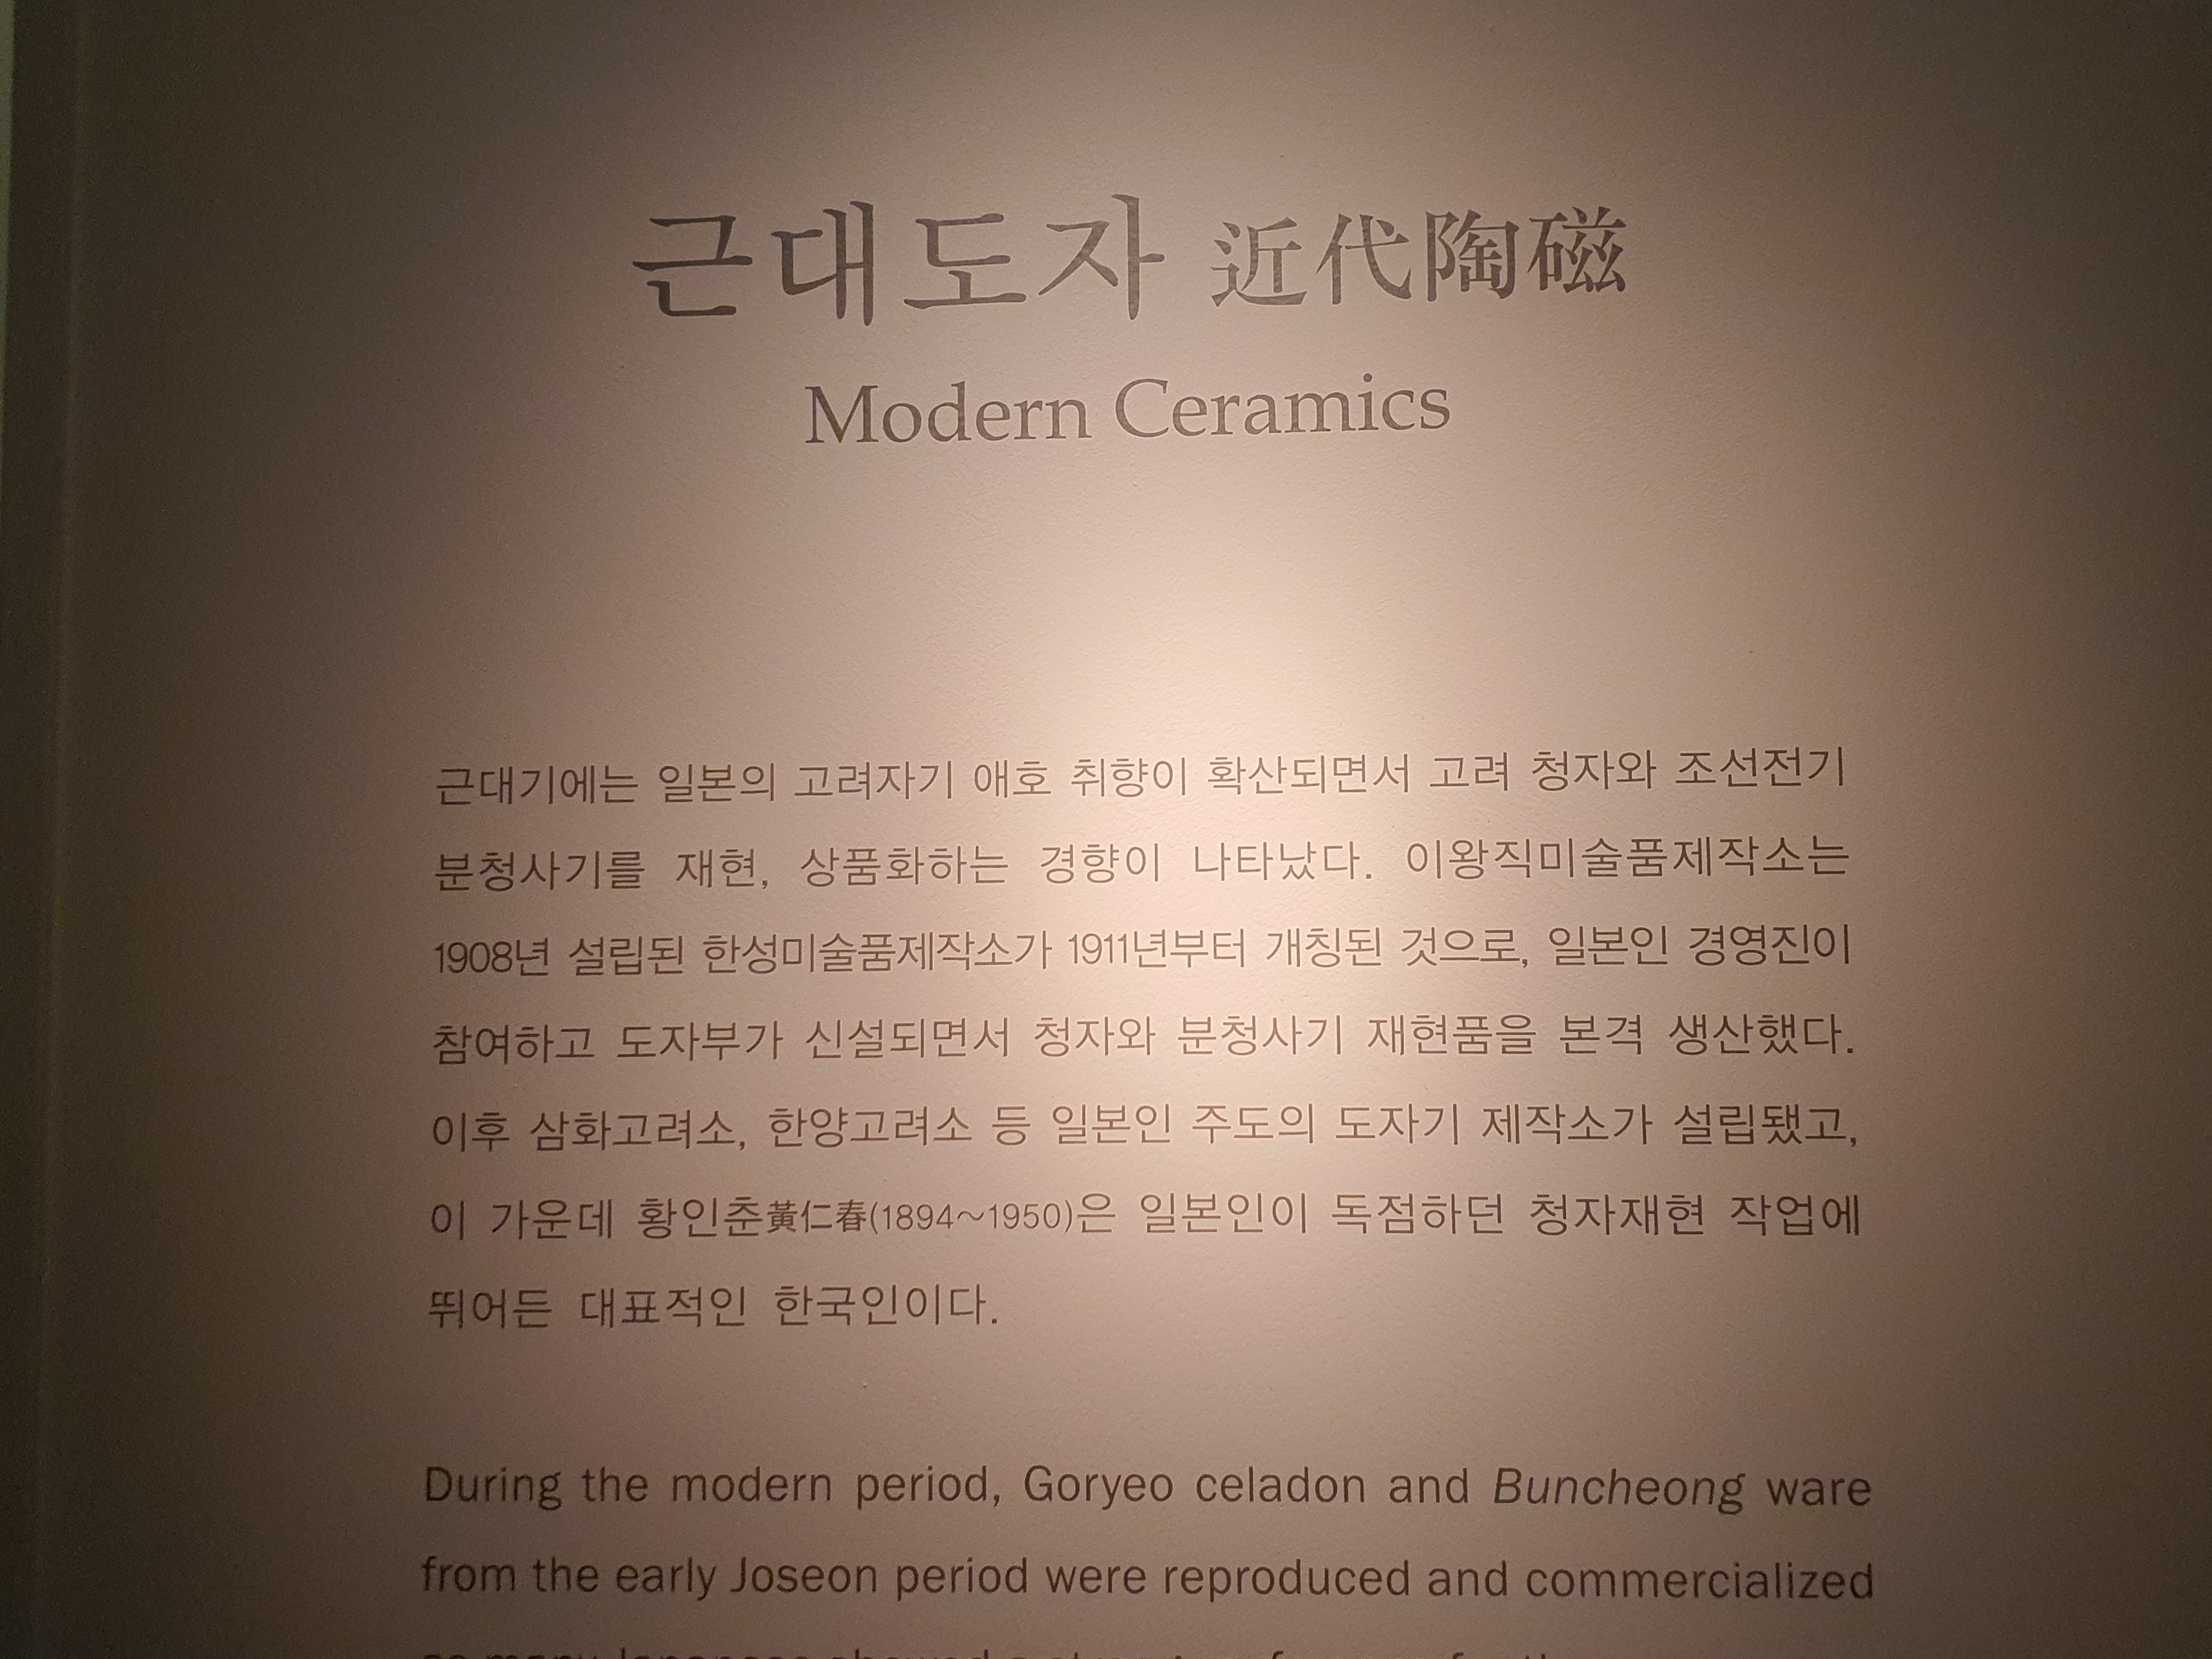 근대도자 近代陶磁
Modern Ceramics
근대기에는 일본의 고려자기 애호 취향이 확산되면서 고려 청자와 조선전기
분청사기를 재현, 상품화하는 경향이 나타났다. 이왕직미술품제작소는
1908년 설립된 한성미술품제작소가 1911년부터 개칭된 것으로, 일본인 경영진이
참여하고 도자부가 신설되면서 청자와 분청사기 재현품을 본격 생산했다.
이후 삼화고려소, 한양고려소 등 일본인 주도의 도자기 제작소가 설립됐고,
이 가운데 황인춘黃仁春(1894~1950)은 일본인이 독점하던 청자재현 작업에
뛰어든 대표적인 한국인이다.
During the modern period, Goryeo celadon and Buncheong ware
from the early Joseon period were reproduced and commercialized